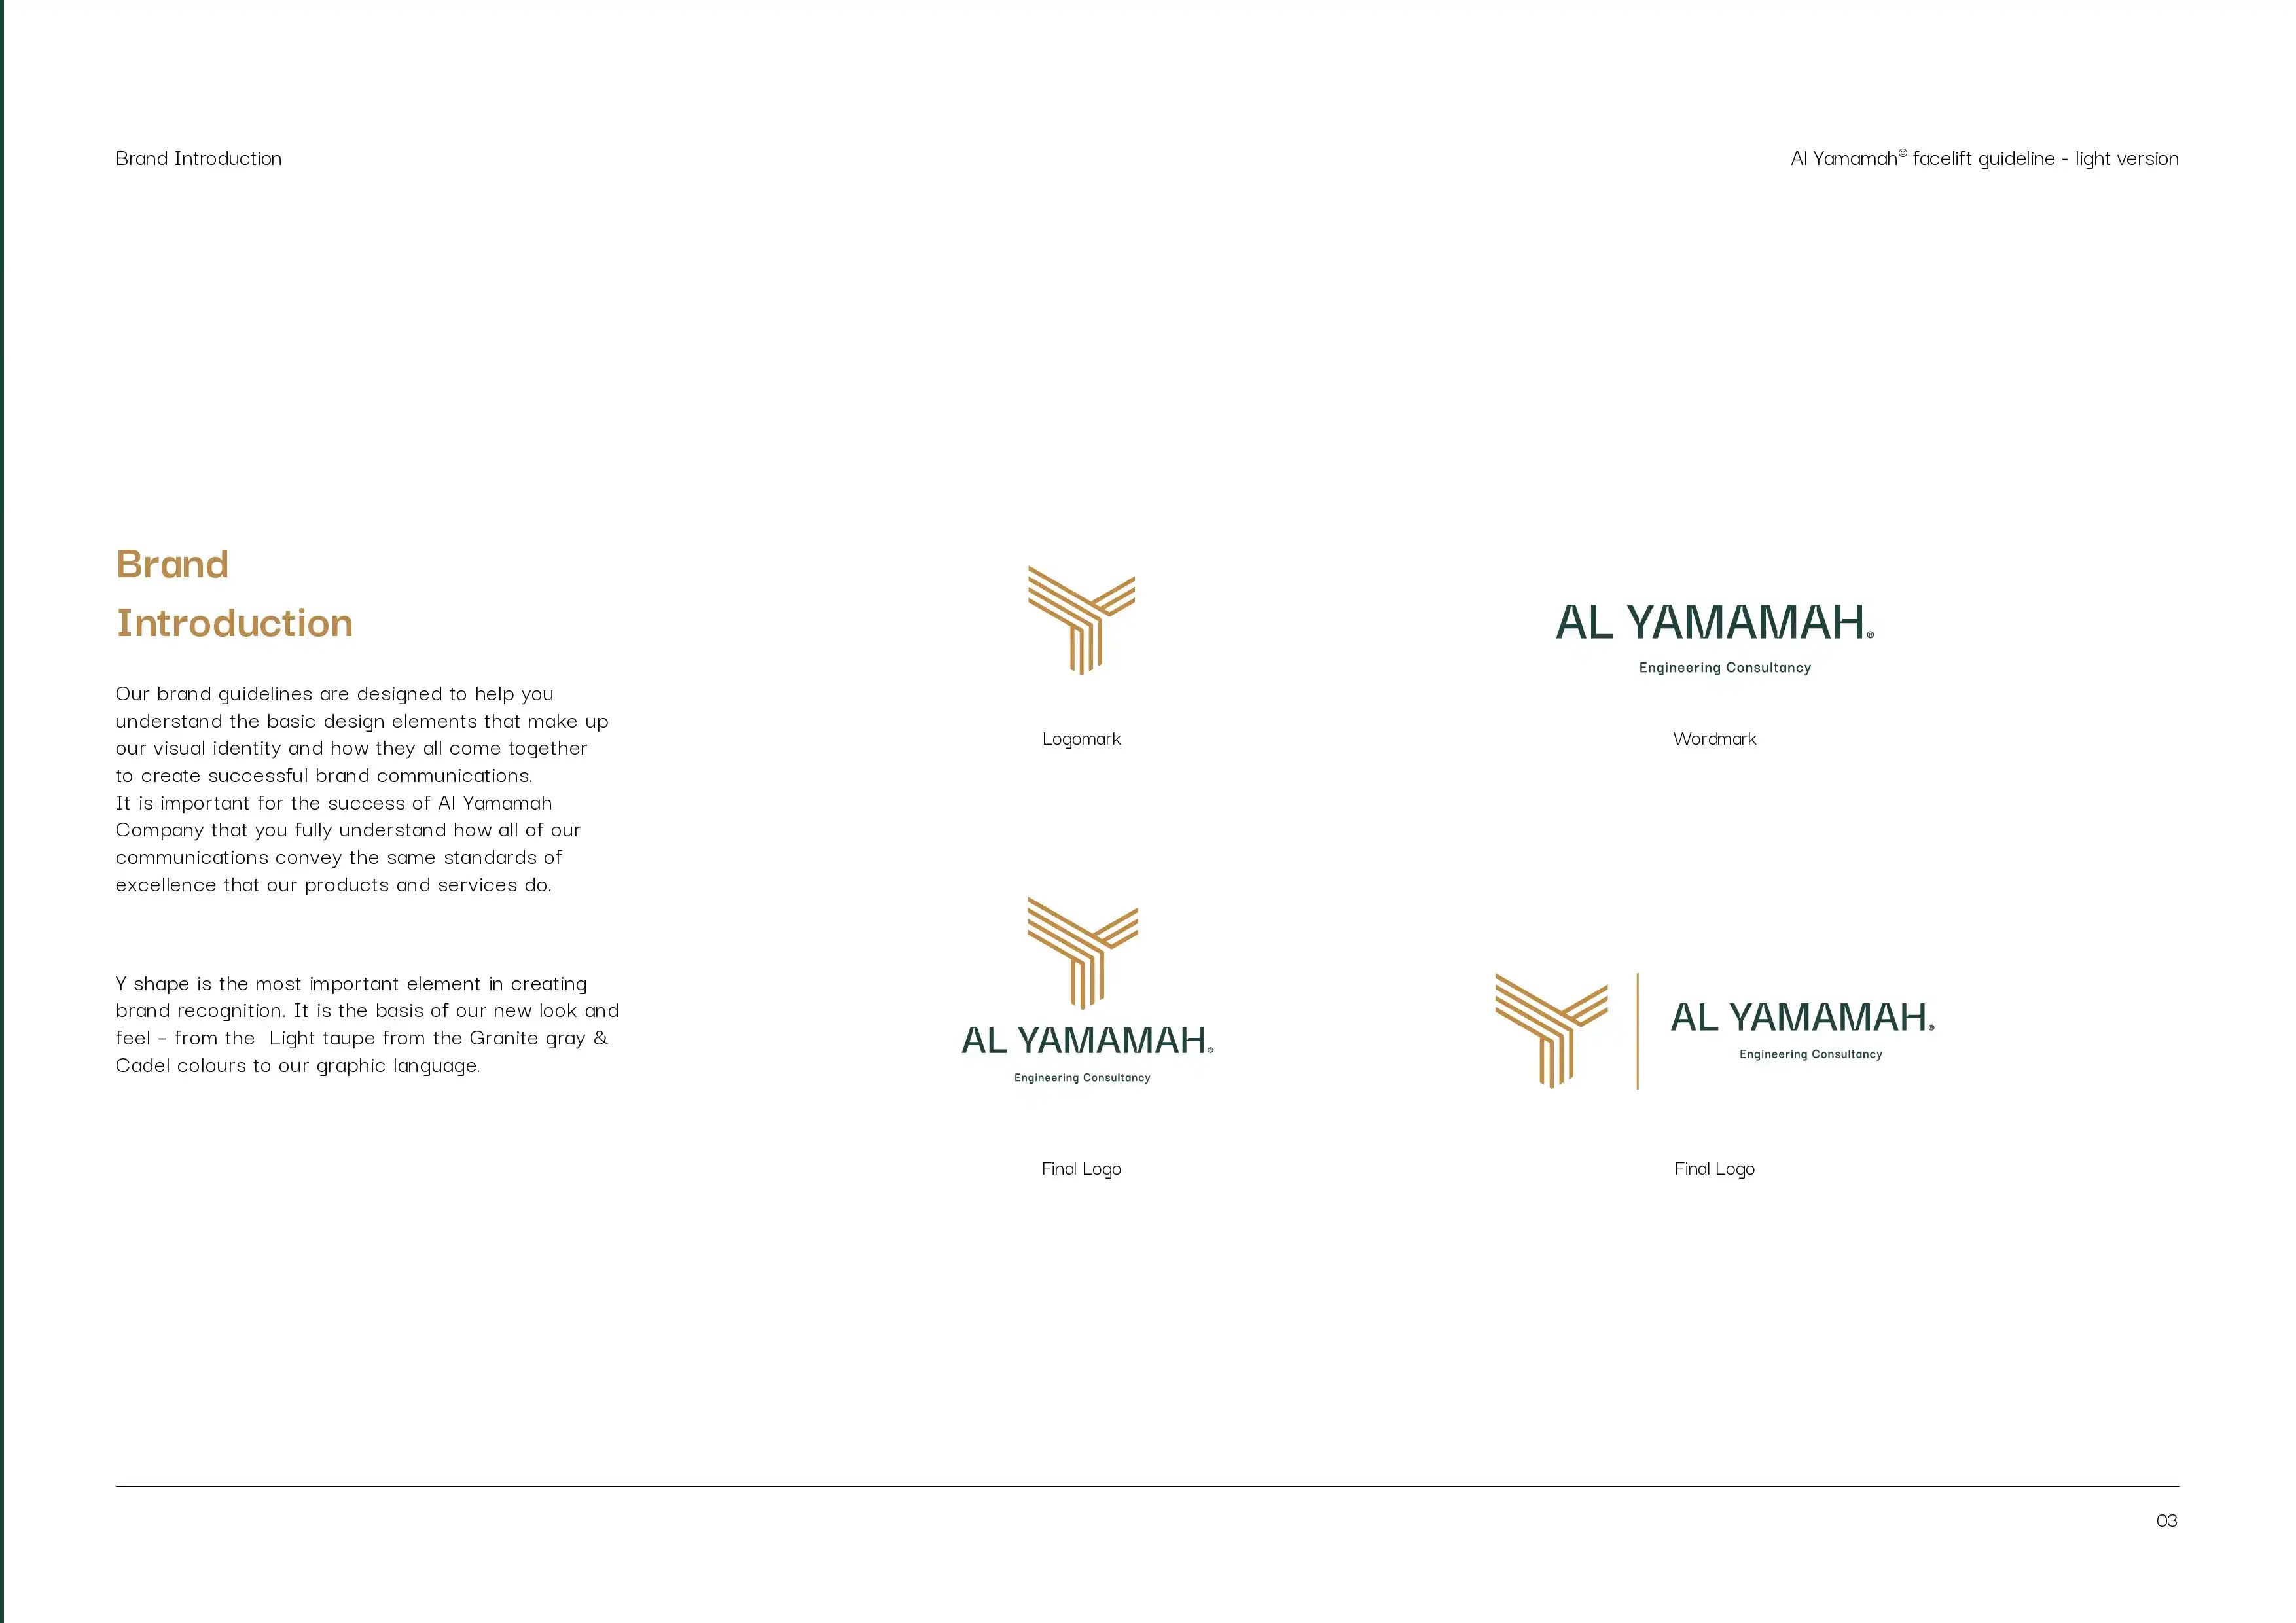 Brand Introduction
Al Yamamah© facelift guideline - light version
Brand
Introduction
Our brand guidelines are designed to help you
understand the basic design elements that make up
our visual identity and how they all come together
to create successful brand communications.
It is important for the success of Al Yamamah
Company that you fully understand how all of our
communications convey the same standards of
excellence that our products and services do.
Y shape is the most important element in creating
brand recognition. It is the basis of our new look and
feel – from the  Light taupe from the Granite gray &
Cadel colours to our graphic language.
Logomark
AL YAMAMAH®
Engineering Consultancy
Wordmark
AL YAMAMAH®
Engineering Consultancy
Final Logo
AL YAMAMAH®
Engineering Consultancy
Final Logo
03